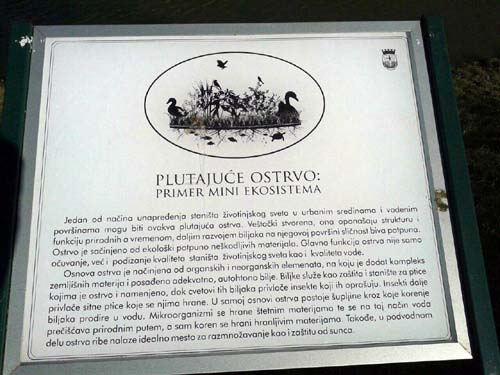 PLUTAJUĆE OSTRVO:
PRIMER MINI EKOSISTEMA
Jedan od načina unapređenja staništa životinjskog sveta u urbanim sredinama i vodenim
površinama mogu biti ovakva plutajuća ostrva. Veštački stvorena, ona oponašaju strukturu i
funkciju prirodnih a vremenom, daljim razvojem biljaka na njegovoj površini sličnost biva potpuna.
Ostrvo je sačinjeno od ekološki potpuno neškodljivih materijala. Glavna funkcija ostrva nije samo
očuvanje, već i podizanje kvaliteta staništa životinjskog sveta kao i kvaliteta vode.
Osnova ostrva je načinjena od organskih i neorganskih elemenata, na koju je dodat kompleks
zemljišnih materija i posađeno adekvatno, autohtono bilje. Biljke služe kao zaštita i stanište za ptice
kojima je ostrvo i namenjeno, dok cvetovi tih biljaka privlače insekte koji ih oprašuju. Insekti dalje
privlače sitne ptice koje se njima hrane. U samoj osnovi ostrva postoje šupljine kroz koje korenje
biljaka prodire u vodu. Mikroorganizmi se hrane štetnim materijama te se na taj način voda
prečišćava prirodnim putem, a sam koren se hrani hranljivim materijama. Takođe, u podvodnom
delu ostrva ribe nalaze idealno mesto za razmnožavanje kao i zaštitu od sunca.